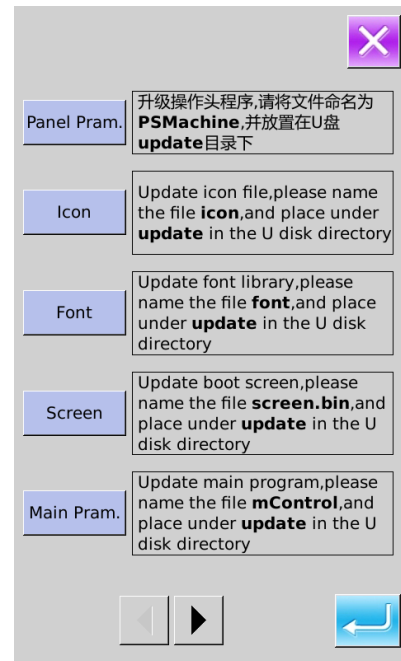 Panel Pram.
升级操作头程序,请将文件命名为
PSMachine,并放置在U盘
update目录下
Icon
Update icon file,please name
the file icon,and place under
update in the U disk directory
Font
Update font library,please
name the file font,and place
under update in the U disk
directory
Screen
Update boot screen,please
name the file screen.bin,and
place under update in the U
disk directory
Main Pram.
Update main program,please
name the file mControl,and
place under update in the U
disk directory